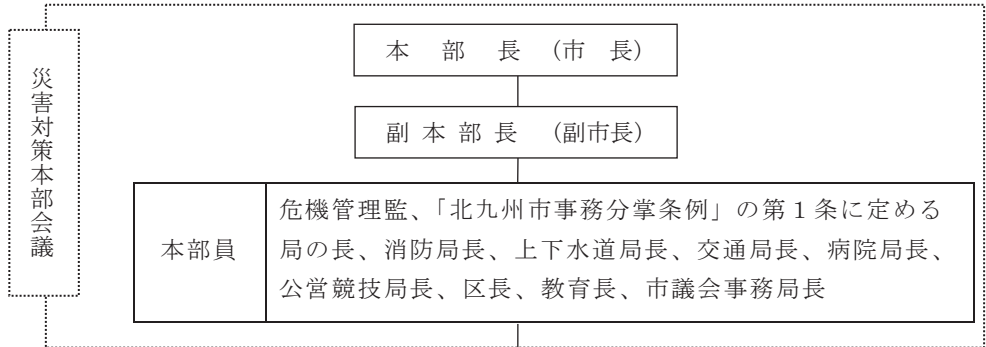 災害対策本部会議
本部長（市長）
副本部長（副市長）
本部員
危機管理監、「北九州市事務分掌条例」の第１条に定める
局の長、消防局長、上下水道局長、交通局長、病院局長、
公営競技局長、区長、教育長、市議会事務局長